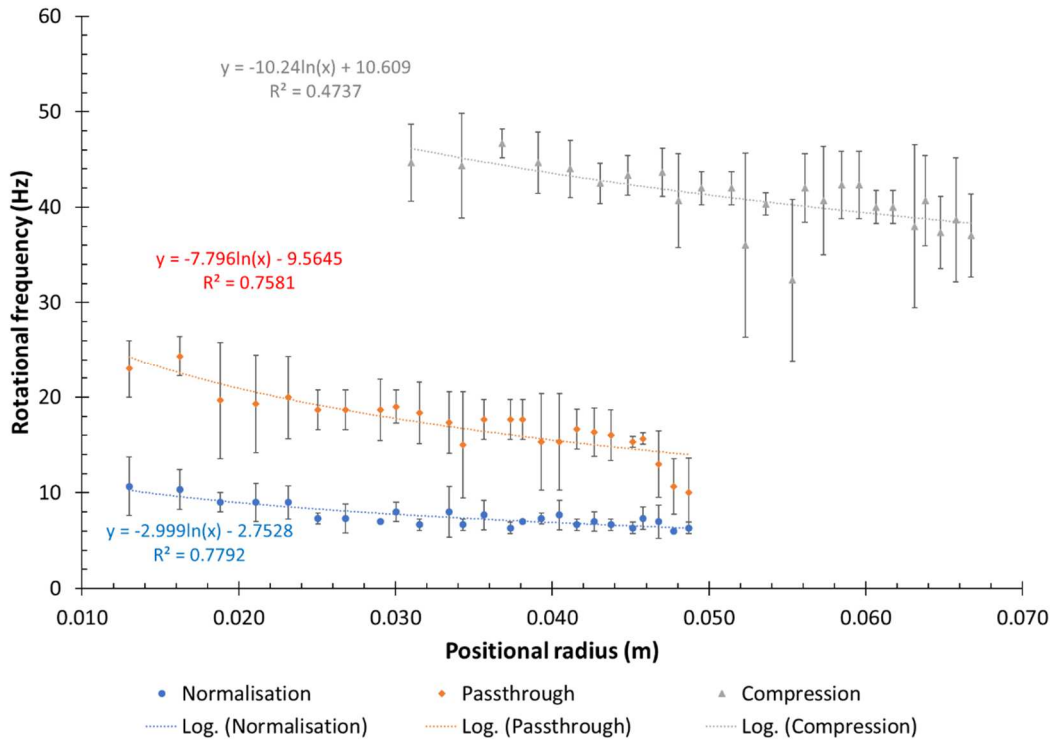 60
50
40
30
20
10
0
Rotational frequency (Hz)
y = -10.24ln(x) + 10.609
R² = 0.4737
y = -7.796ln(x) - 9.5645
R² = 0.7581
y = -2.999ln(x) - 2.7528
R² = 0.7792
0.010 0.020 0.030 0.040 0.050 0.060 0.070
Positional radius (m)
Normalisation Passthrough Compression
Log. (Normalisation) Log. (Passthrough) Log. (Compression)